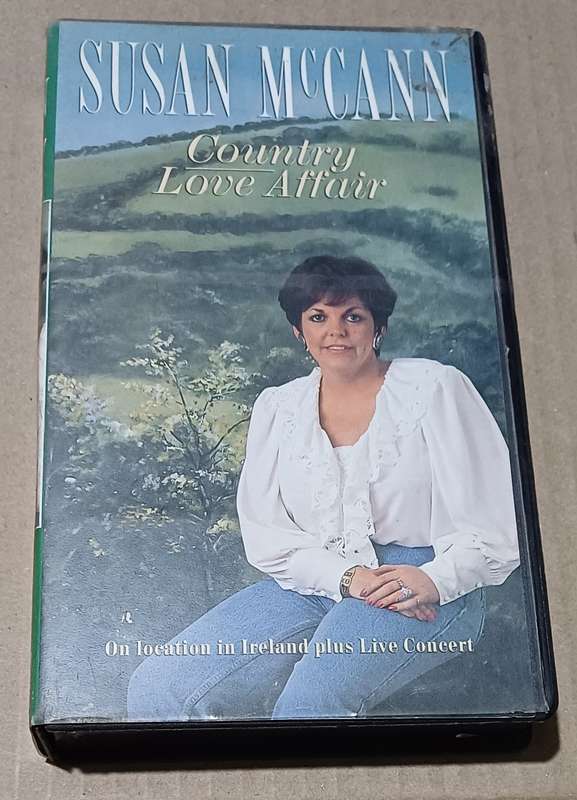 SUSAN McCANN
Country
Love Affair
On location in Ireland plus Live Concert